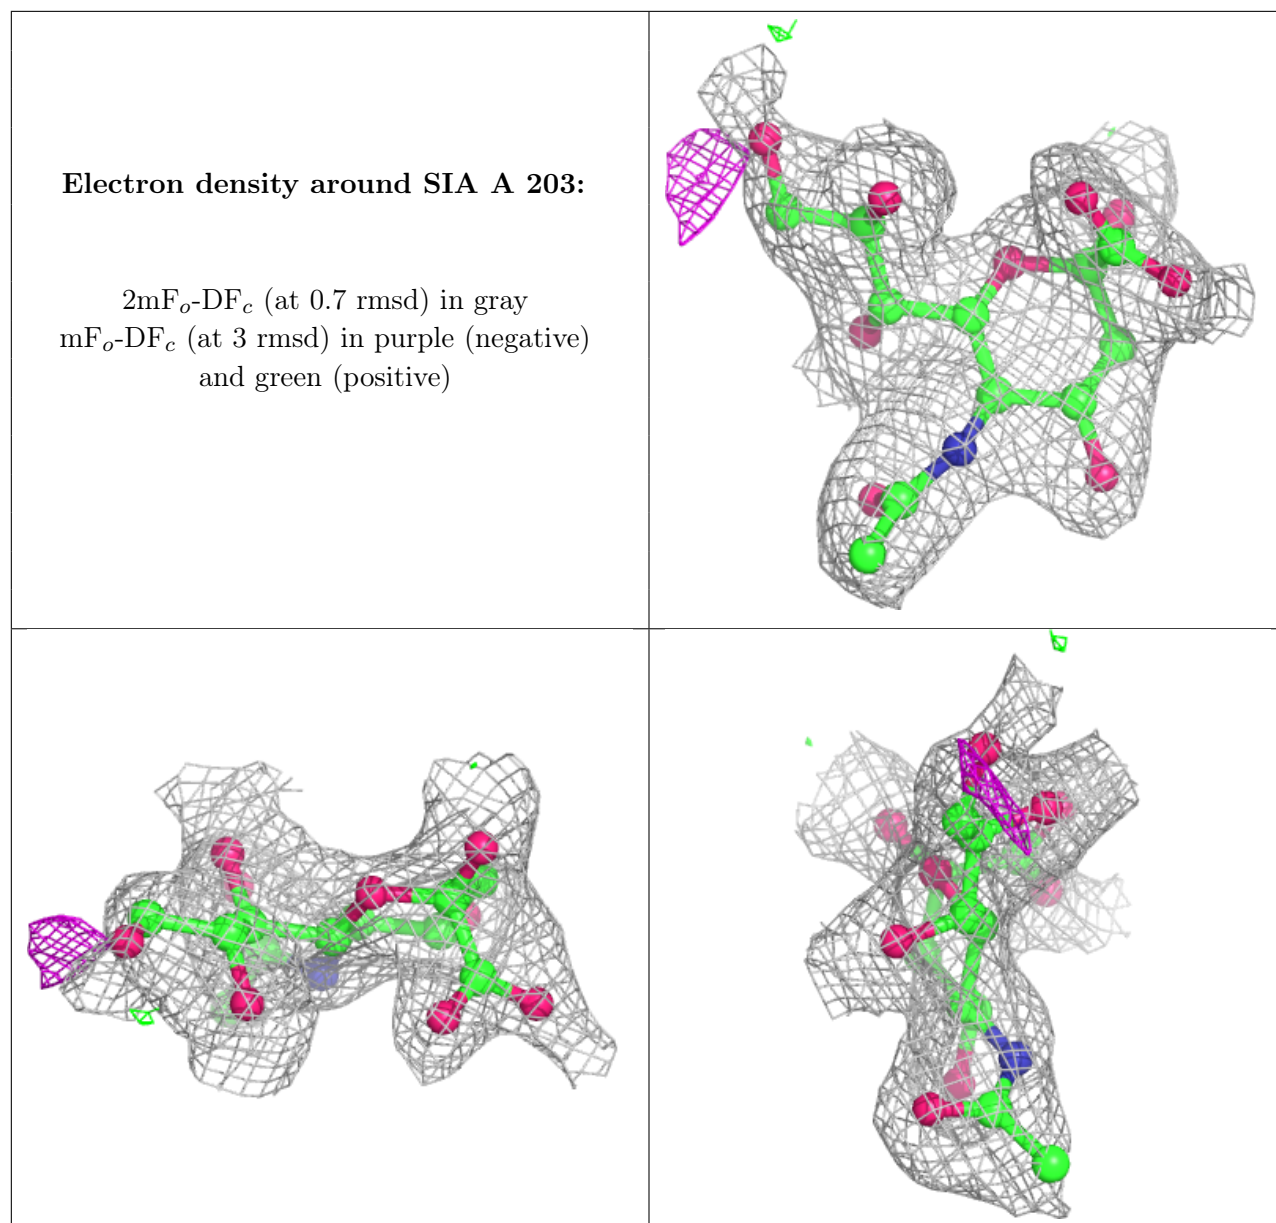 Electron density around SIA A 203:
2mFo-DFc (at 0.7 rmsd) in gray
mFo-DFc (at 3 rmsd) in purple (negative)
and green (positive)